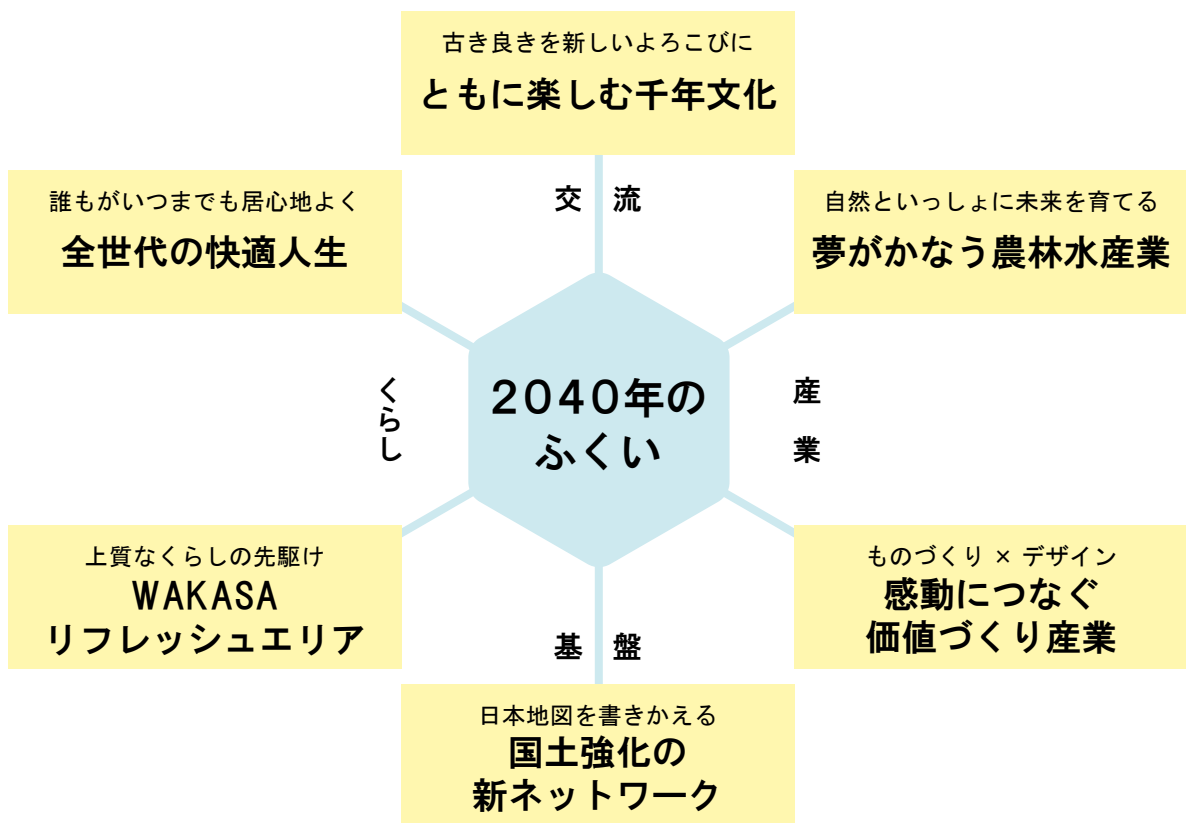 古き良きを新しいよろこびに
ともに楽しむ千年文化
誰もがいつまでも居心地よく
全世代の快適人生
交流
自然といっしょに未来を育てる
夢がかなう農林水産業
くらし
2040年の
ふくい
産業
上質なくらしの先駆け
WAKASA
リフレッシュエリア
基盤
ものづくり × デザイン
感動につなぐ
価値づくり産業
日本地図を書きかえる
国土強化の
新ネットワーク